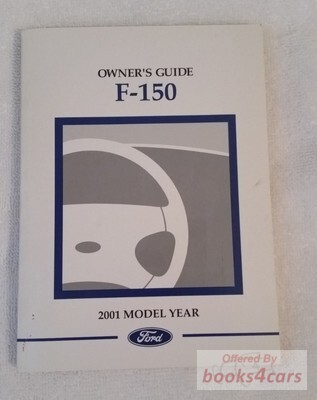 OWNER'S GUIDE
F-150
2001 MODEL YEAR
Ford
Offered By
books4cars